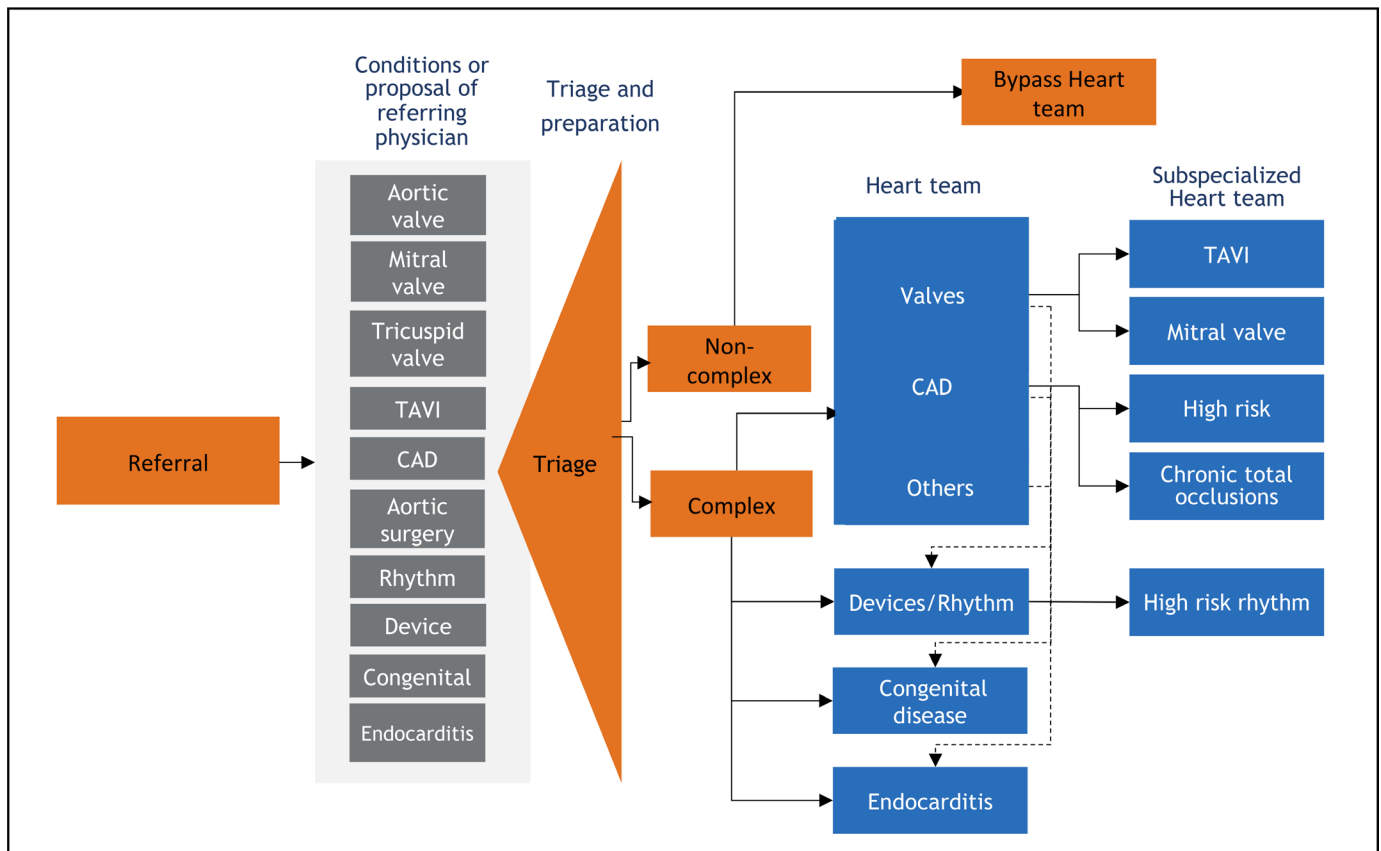 Conditions or
proposal of
referring
physician
Triage and
preparation
Bypass Heart
team
Heart team
Subspecialized
Heart team
Aortic
valve
Mitral
valve
Tricuspid
valve
TAVI
CAD
Aortic
surgery
Rhythm
Device
Congenital
Endocarditis
Referral
Triage
Non-
complex
Complex
Valves
CAD
Others
Devices/Rhythm
Congenital
disease
Endocarditis
TAVI
Mitral valve
High risk
Chronic total
occlusions
High risk rhythm